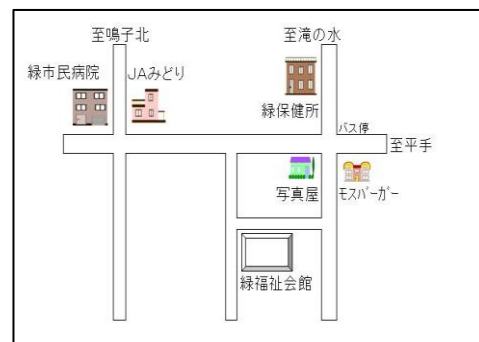 至鳴子北
至滝の水
緑市民病院
JAみどり
緑保健所
バス停
至平手
写真屋
モスバーガー
緑福祉会館